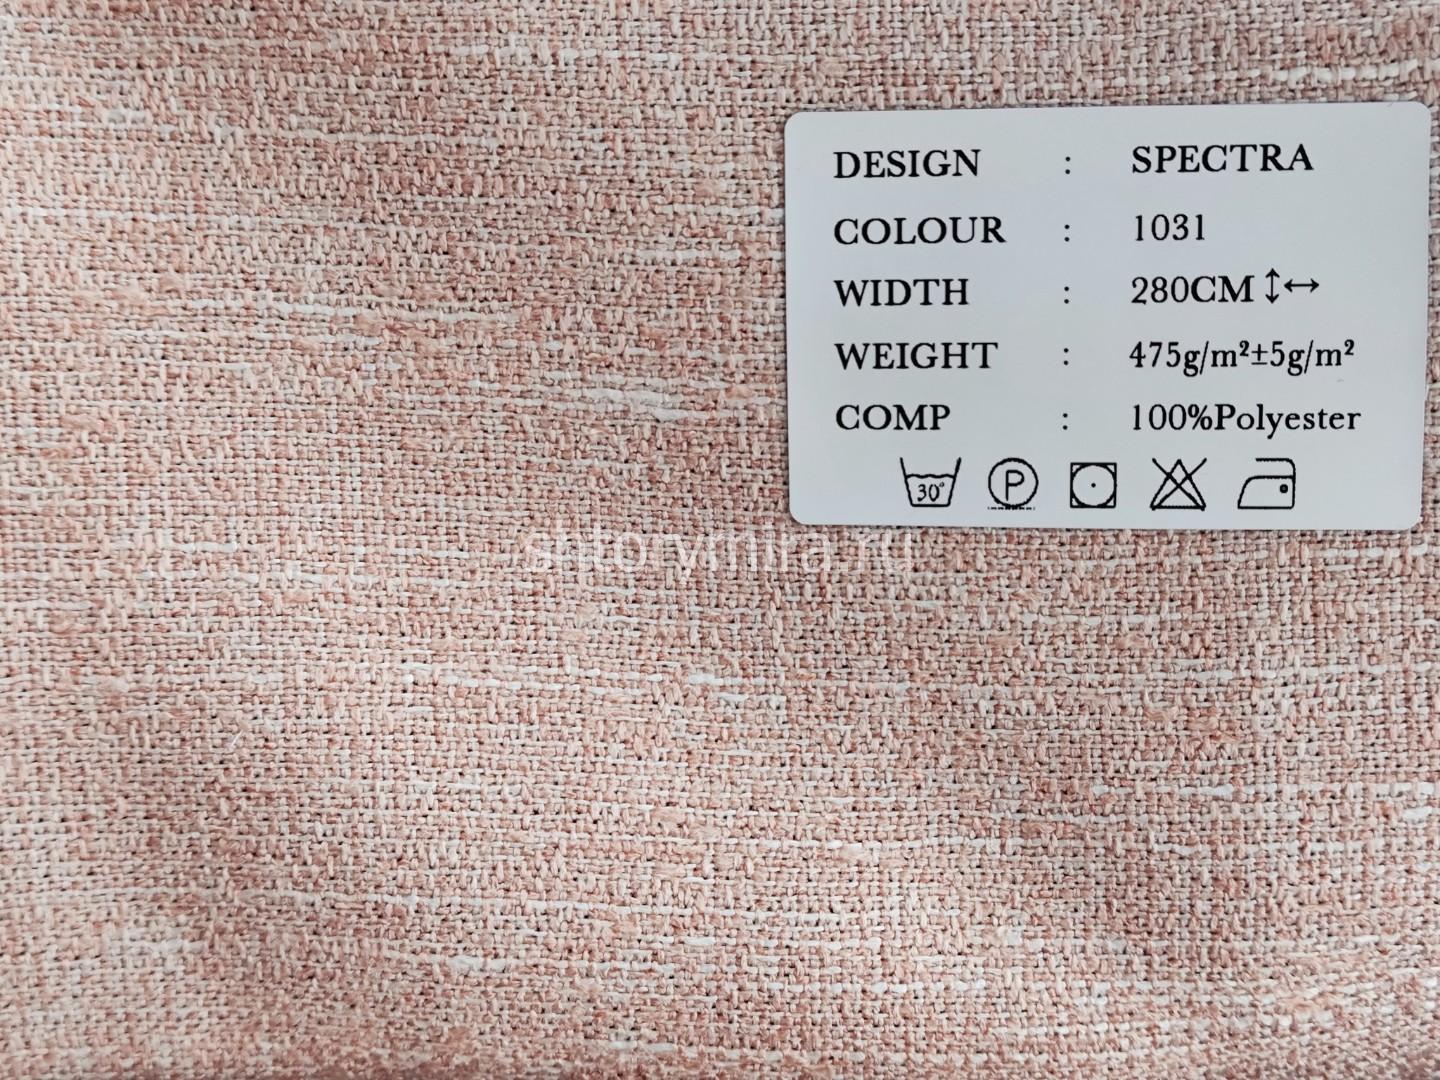 DESIGN : SPECTRA
COLOUR : 1031
WIDTH : 280CM ↕↔
WEIGHT : 475g/m²±5g/m²
COMP : 100%Polyester
30° P
shtorymira.ru